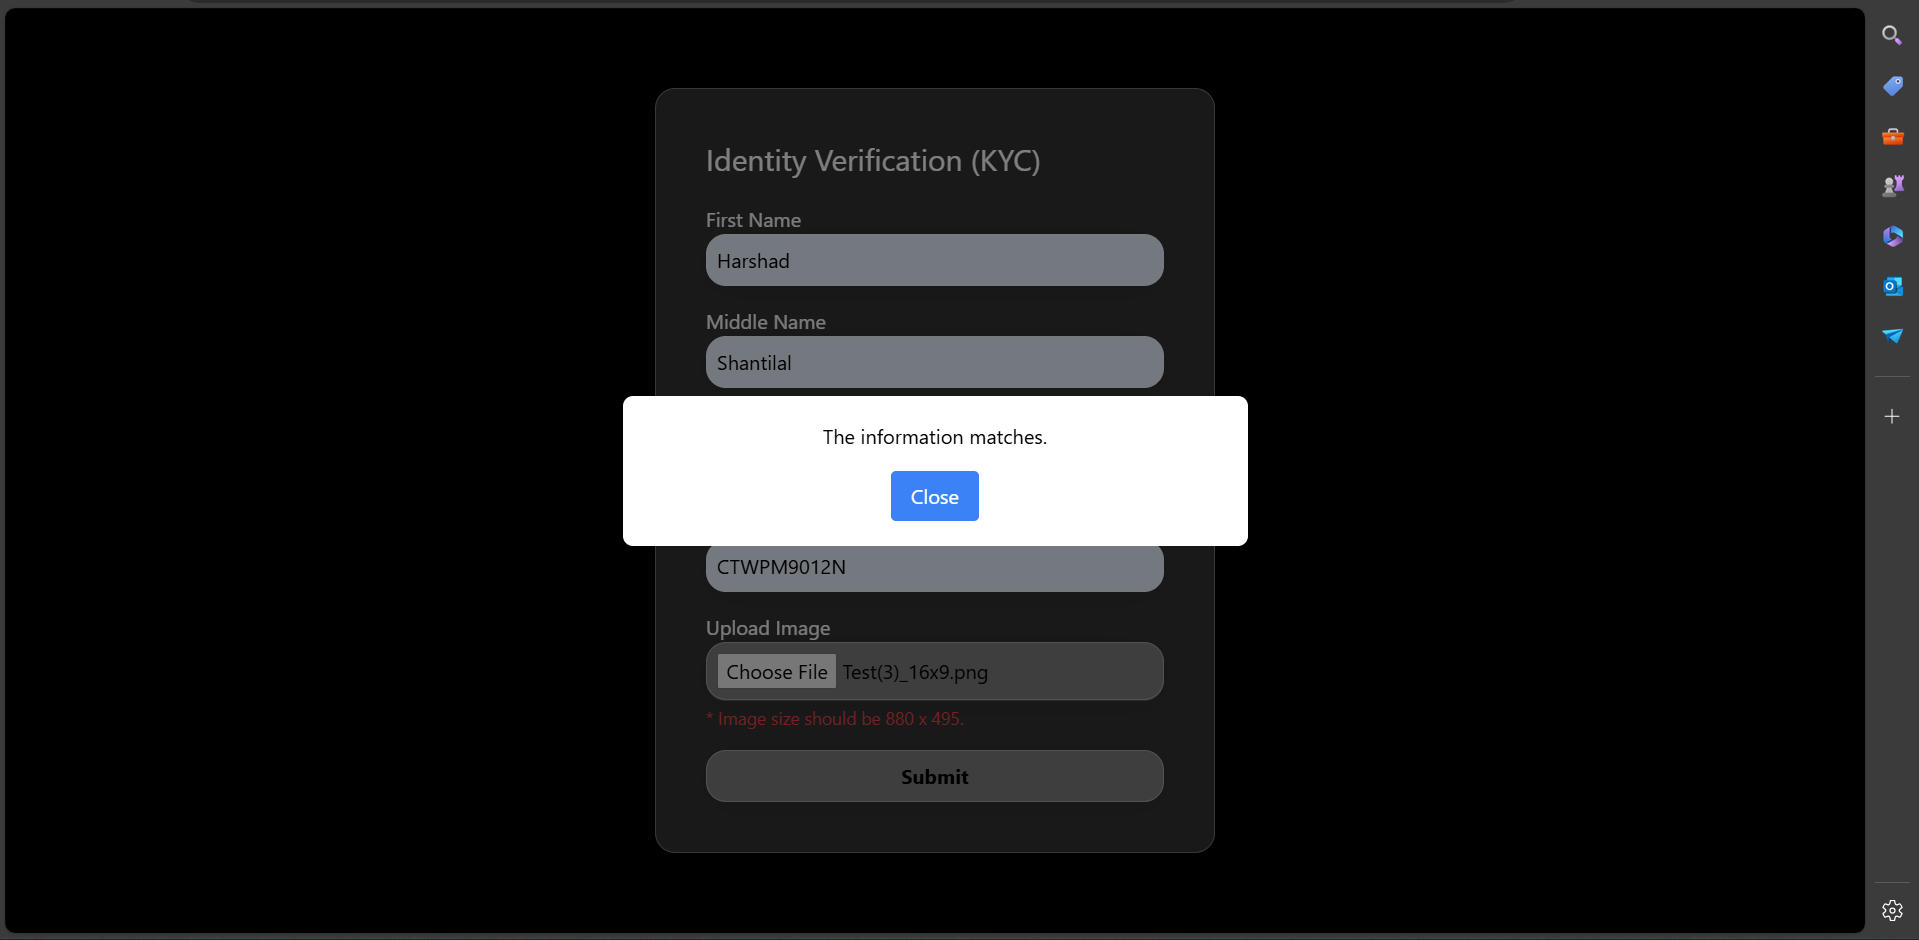 Identity Verification (KYC)
First Name
Harshad
Middle Name
Shantilal
The information matches.
Close
CTWPM9012N
Upload Image
Choose File Test(3)_16x9.png
* Image size should be 880 x 495.
Submit